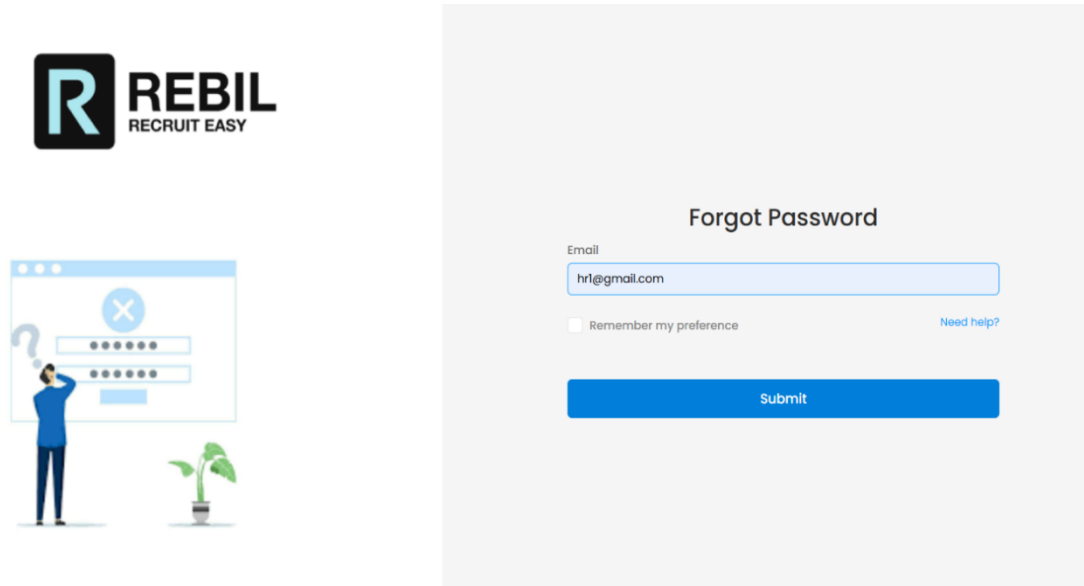 R REBIL
RECRUIT EASY
Forgot Password
Email
hr1@gmail.com
Remember my preference
Need help?
Submit